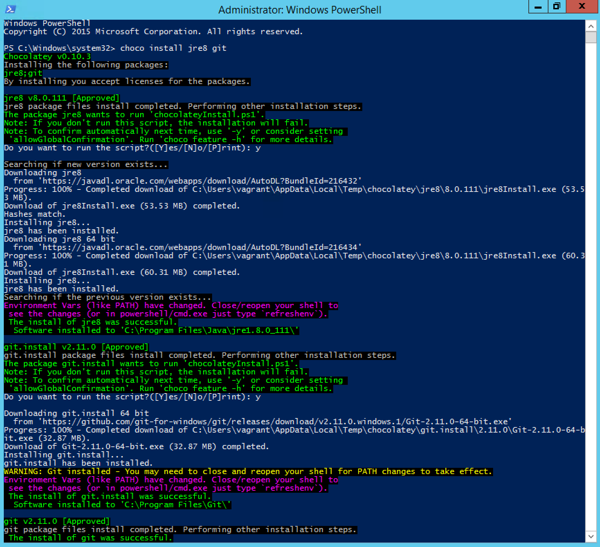 Administrator: Windows PowerShell
Windows PowerShell
Copyright (C) 2015 Microsoft Corporation. All rights reserved.
PS C:\Windows\system32> choco install jre8 git
Chocolatey v0.10.3
Installing the following packages:
jre8;git
By installing you accept licenses for the packages.
jre8 v8.0.111 [Approved]
jre8 package files install completed. Performing other installation steps.
The package jre8 wants to run 'chocolateyInstall.ps1'.
Note: If you don't run this script, the installation will fail.
Note: To confirm automatically next time, use '-y' or consider setting
'allowGlobalConfirmation'. Run 'choco feature -h' for more details.
Do you want to run the script?([Y]es/[N]o/[P]rint): y
Searching if new version exists...
Downloading jre8
from 'https://javadl.oracle.com/webapps/download/AutoDL?BundleId=216432'
Progress: 100% - Completed download of C:\Users\vagrant\AppData\Local\Temp\chocolatey\jre8\8.0.111\jre8Install.exe (53.5
3 MB).
Download of jre8Install.exe (53.53 MB) completed.
Hashes match.
Installing jre8...
jre8 has been installed.
Downloading jre8 64 bit
from 'https://javadl.oracle.com/webapps/download/AutoDL?BundleId=216434'
Progress: 100% - Completed download of C:\Users\vagrant\AppData\Local\Temp\chocolatey\jre8\8.0.111\jre8Install.exe (60.3
1 MB).
Download of jre8Install.exe (60.31 MB) completed.
Installing jre8...
jre8 has been installed.
Searching if the previous version exists...
Environment Vars (like PATH) have changed. Close/reopen your shell to
see the changes (or in powershell/cmd.exe just type `refreshenv`).
The install of jre8 was successful.
Software installed to 'C:\Program Files\Java\jre1.8.0_111\'
git.install v2.11.0 [Approved]
git.install package files install completed. Performing other installation steps.
The package git.install wants to run 'chocolateyInstall.ps1'.
Note: If you don't run this script, the installation will fail.
Note: To confirm automatically next time, use '-y' or consider setting
'allowGlobalConfirmation'. Run 'choco feature -h' for more details.
Do you want to run the script?([Y]es/[N]o/[P]rint): y
Downloading git.install 64 bit
from 'https://github.com/git-for-windows/git/releases/download/v2.11.0.windows.1/Git-2.11.0-64-bit.exe'
Progress: 100% - Completed download of C:\Users\vagrant\AppData\Local\Temp\chocolatey\git.install\2.11.0\Git-2.11.0-64-b
it.exe (32.87 MB).
Download of Git-2.11.0-64-bit.exe (32.87 MB) completed.
Installing git.install...
git.install has been installed.
WARNING: Git installed - You may need to close and reopen your shell for PATH changes to take effect.
Environment Vars (like PATH) have changed. Close/reopen your shell to
see the changes (or in powershell/cmd.exe just type `refreshenv`).
The install of git.install was successful.
Software installed to 'C:\Program Files\Git\'
git v2.11.0 [Approved]
git package files install completed. Performing other installation steps.
The install of git was successful.